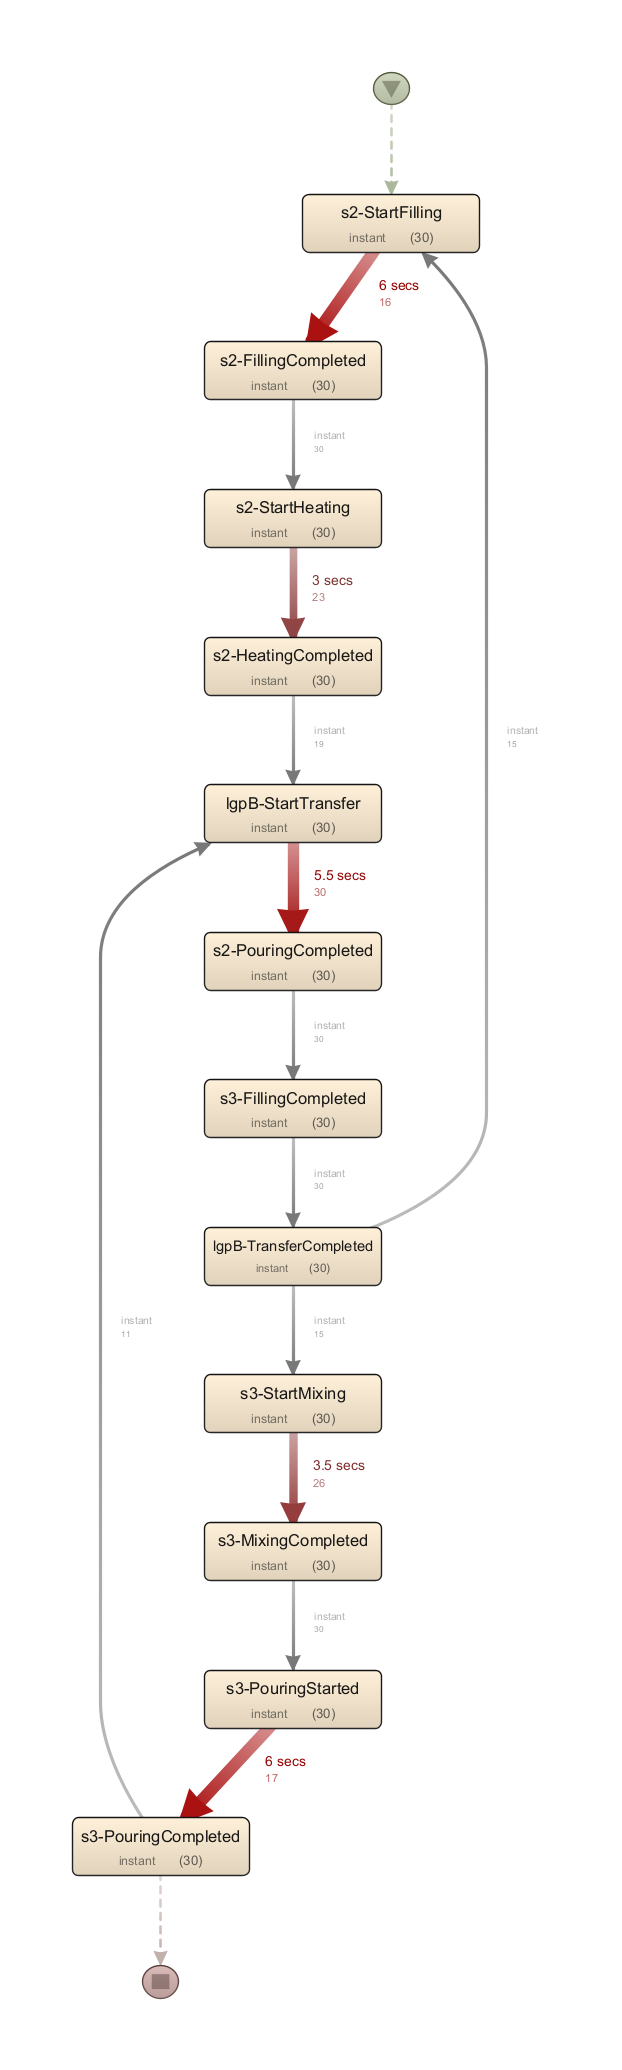 s2-StartFilling
instant (30)
6 secs
16
s2-FillingCompleted
instant (30)
instant
30
s2-StartHeating
instant (30)
3 secs
23
s2-HeatingCompleted
instant (30)
instant
19
instant
15
lgpB-StartTransfer
instant (30)
5.5 secs
30
s2-PouringCompleted
instant (30)
instant
30
s3-FillingCompleted
instant (30)
instant
30
lgpB-TransferCompleted
instant (30)
instant
11
instant
15
s3-StartMixing
instant (30)
3.5 secs
26
s3-MixingCompleted
instant (30)
instant
30
s3-PouringStarted
instant (30)
6 secs
17
s3-PouringCompleted
instant (30)